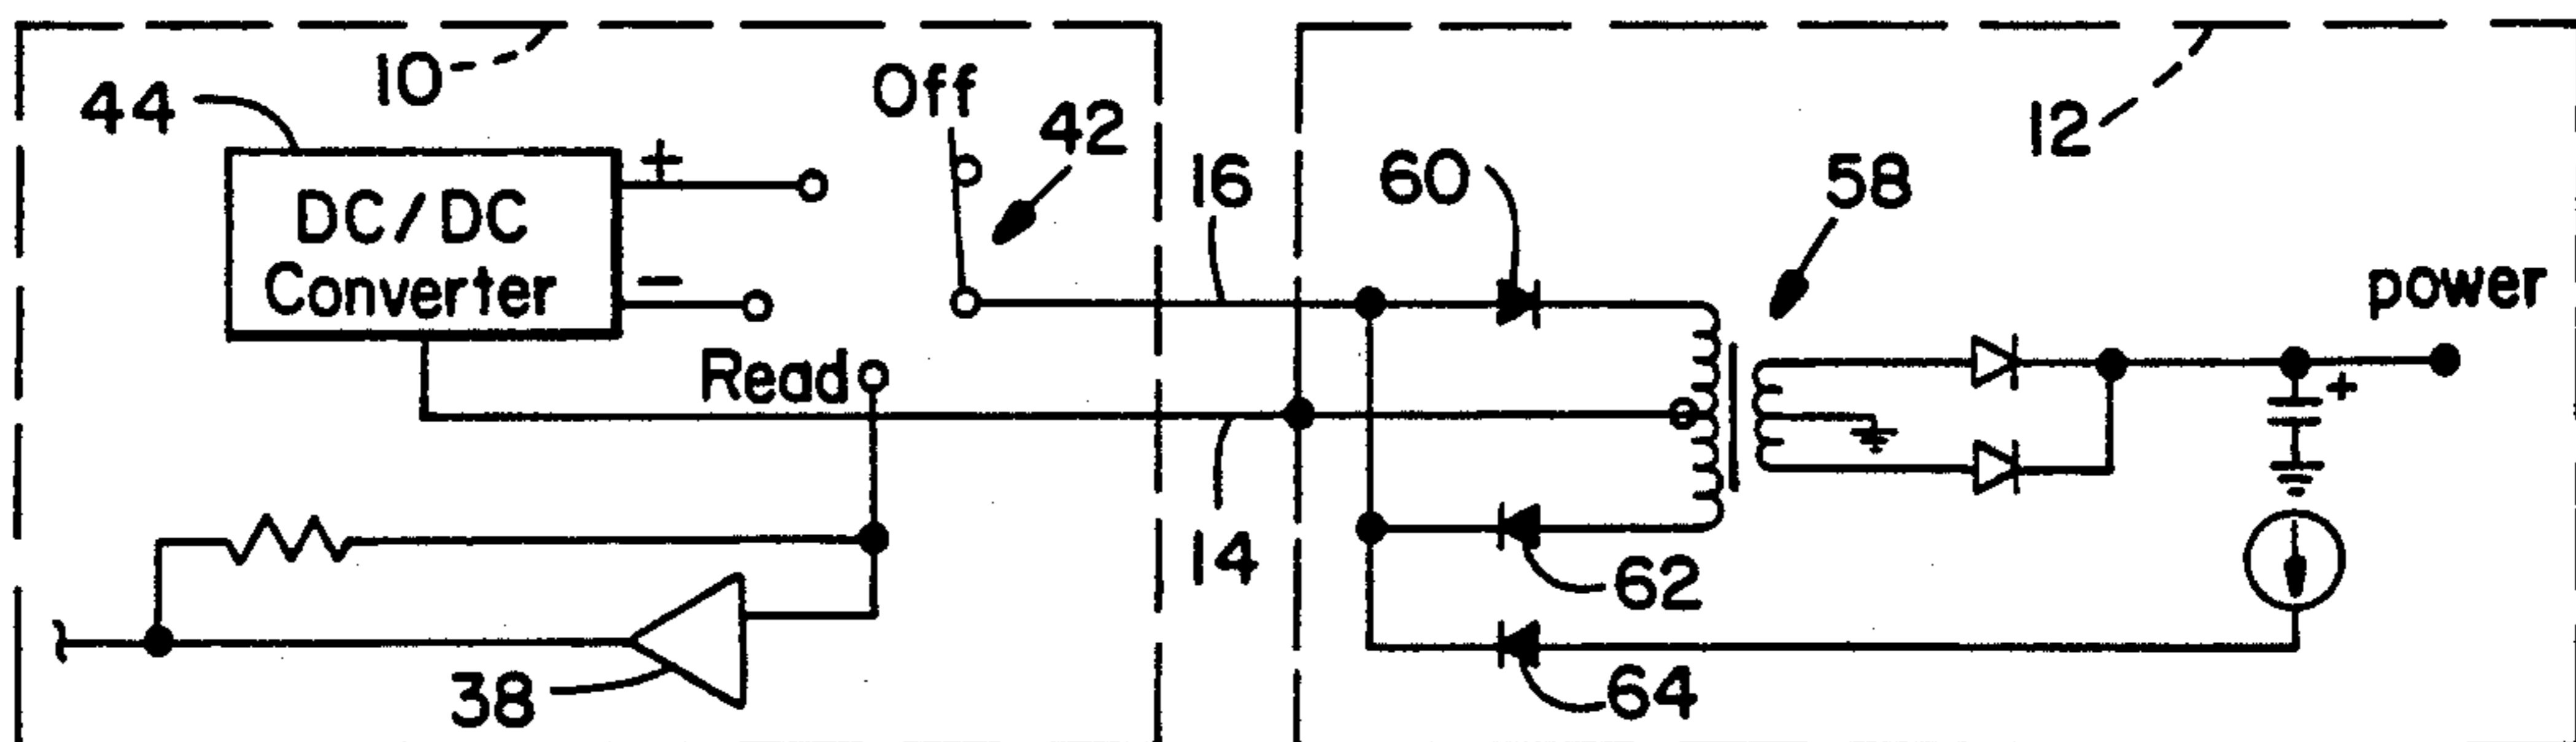 10
44
Off
42
DC/DC
Converter
+
−
16
60
58
12
power
+
Read
14
62
64
38